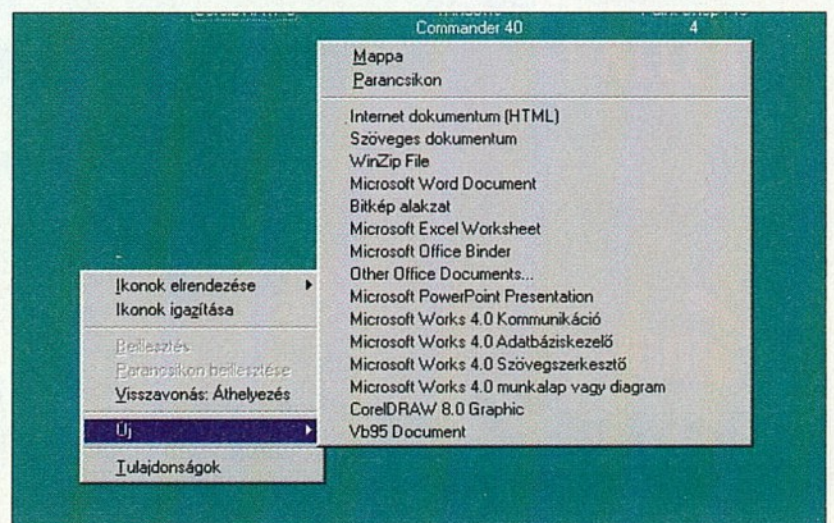 Commander 40
4
Mappa
Parancsikon
Internet dokumentum (HTML)
Szöveges dokumentum
WinZip File
Microsoft Word Document
Bitkép alakzat
Microsoft Excel Worksheet
Microsoft Office Binder
Other Office Documents...
Microsoft PowerPoint Presentation
Microsoft Works 4.0 Kommunikáció
Microsoft Works 4.0 Adatbáziskezelő
Microsoft Works 4.0 Szövegszerkesztő
Microsoft Works 4.0 munkalap vagy diagram
CorelDRAW 8.0 Graphic
Vb95 Document
Ikonok elrendezése
Ikonok igazítása
Beillesztés
Parancsikon beillesztése
Visszavonás: Áthelyezés
Új
Tulajdonságok